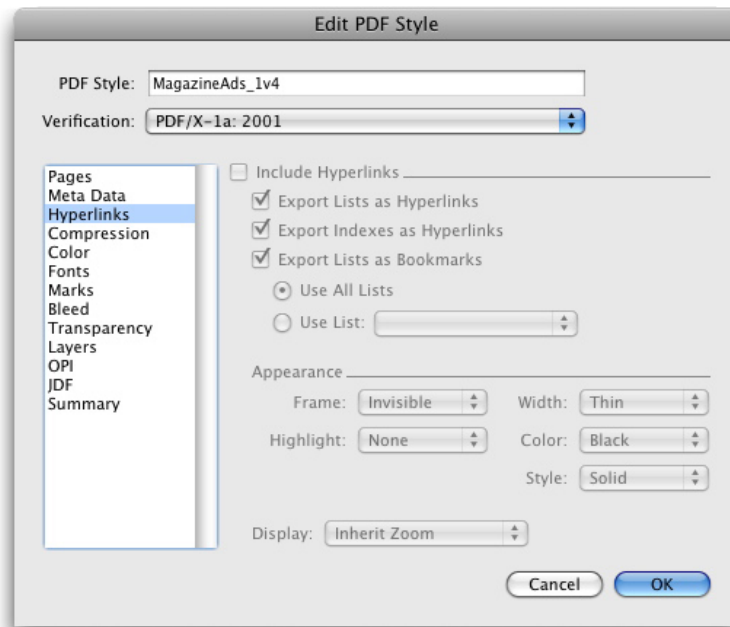 Edit PDF Style
PDF Style: MagazineAds_1v4
Verification: PDF/X-1a: 2001
Pages
Meta Data
Hyperlinks
Compression
Color
Fonts
Marks
Bleed
Transparency
Layers
OPI
JDF
Summary
Include Hyperlinks
Export Lists as Hyperlinks
Export Indexes as Hyperlinks
Export Lists as Bookmarks
Use All Lists
Use List:
Appearance
Frame: Invisible Width: Thin
Highlight: None Color: Black
Style: Solid
Display: Inherit Zoom
Cancel OK